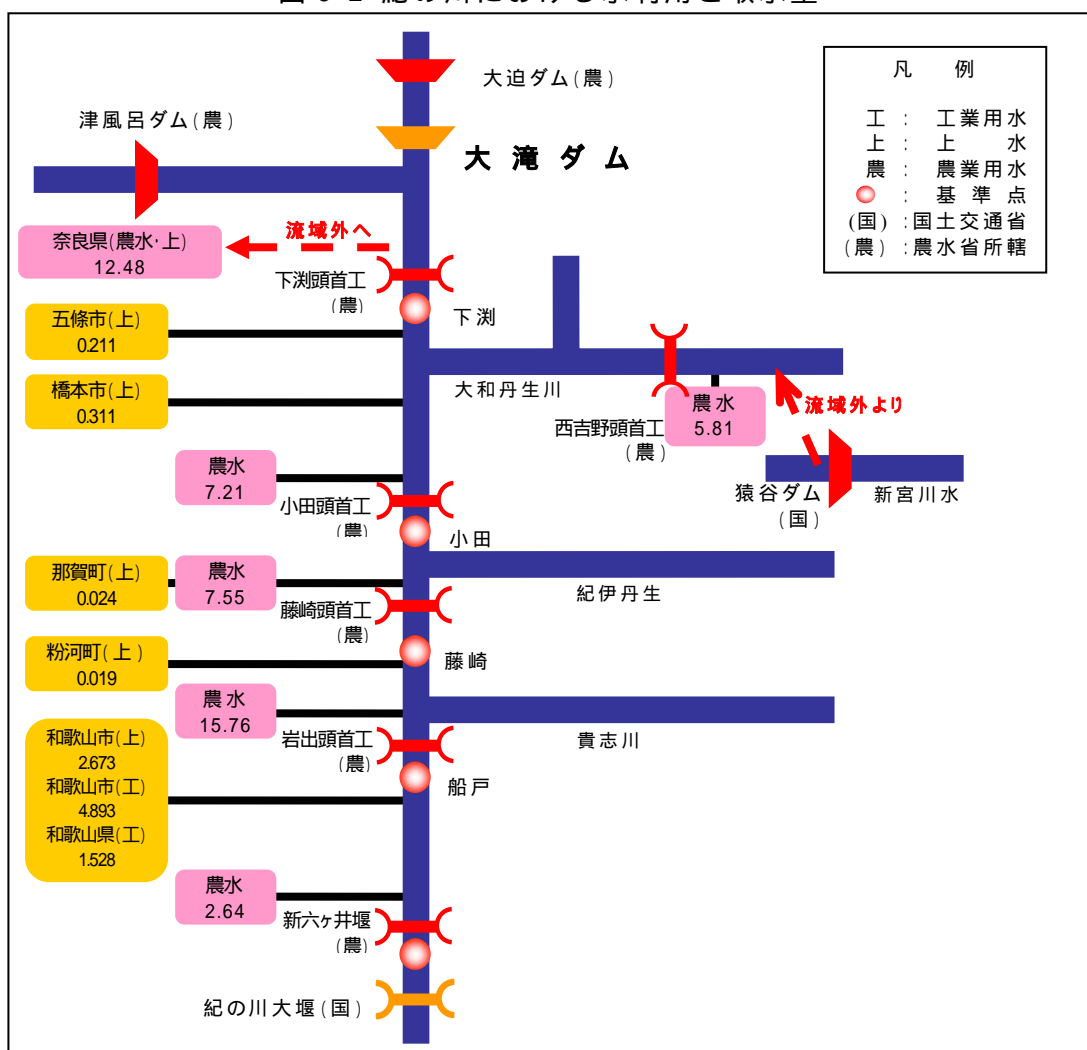 大迫ダム(農)
津風呂ダム(農)
大滝ダム
凡 例
工 : 工業用水
上 : 上 水
農 : 農業用水
: 基 準 点
(国) :国土交通省
(農) :農水省所轄
奈良県(農水・上)
12.48
流域外へ
下渕頭首工
(農)
下渕
五條市(上)
0.211
橋本市(上)
0.311
大和丹生川
西吉野頭首工
(農)
農水
5.81
流域外より
猿谷ダム
(国)
新宮川水
農水
7.21
小田頭首工
(農)
小田
那賀町(上)
0.024
農水
7.55
藤崎頭首工
(農)
紀伊丹生
藤崎
粉河町(上)
0.019
農水
15.76
岩出頭首工
(農)
貴志川
船戸
和歌山市(上)
2.673
和歌山市(工)
4.893
和歌山県(工)
1.528
農水
2.64
新六ヶ井堰
(農)
紀の川大堰(国)